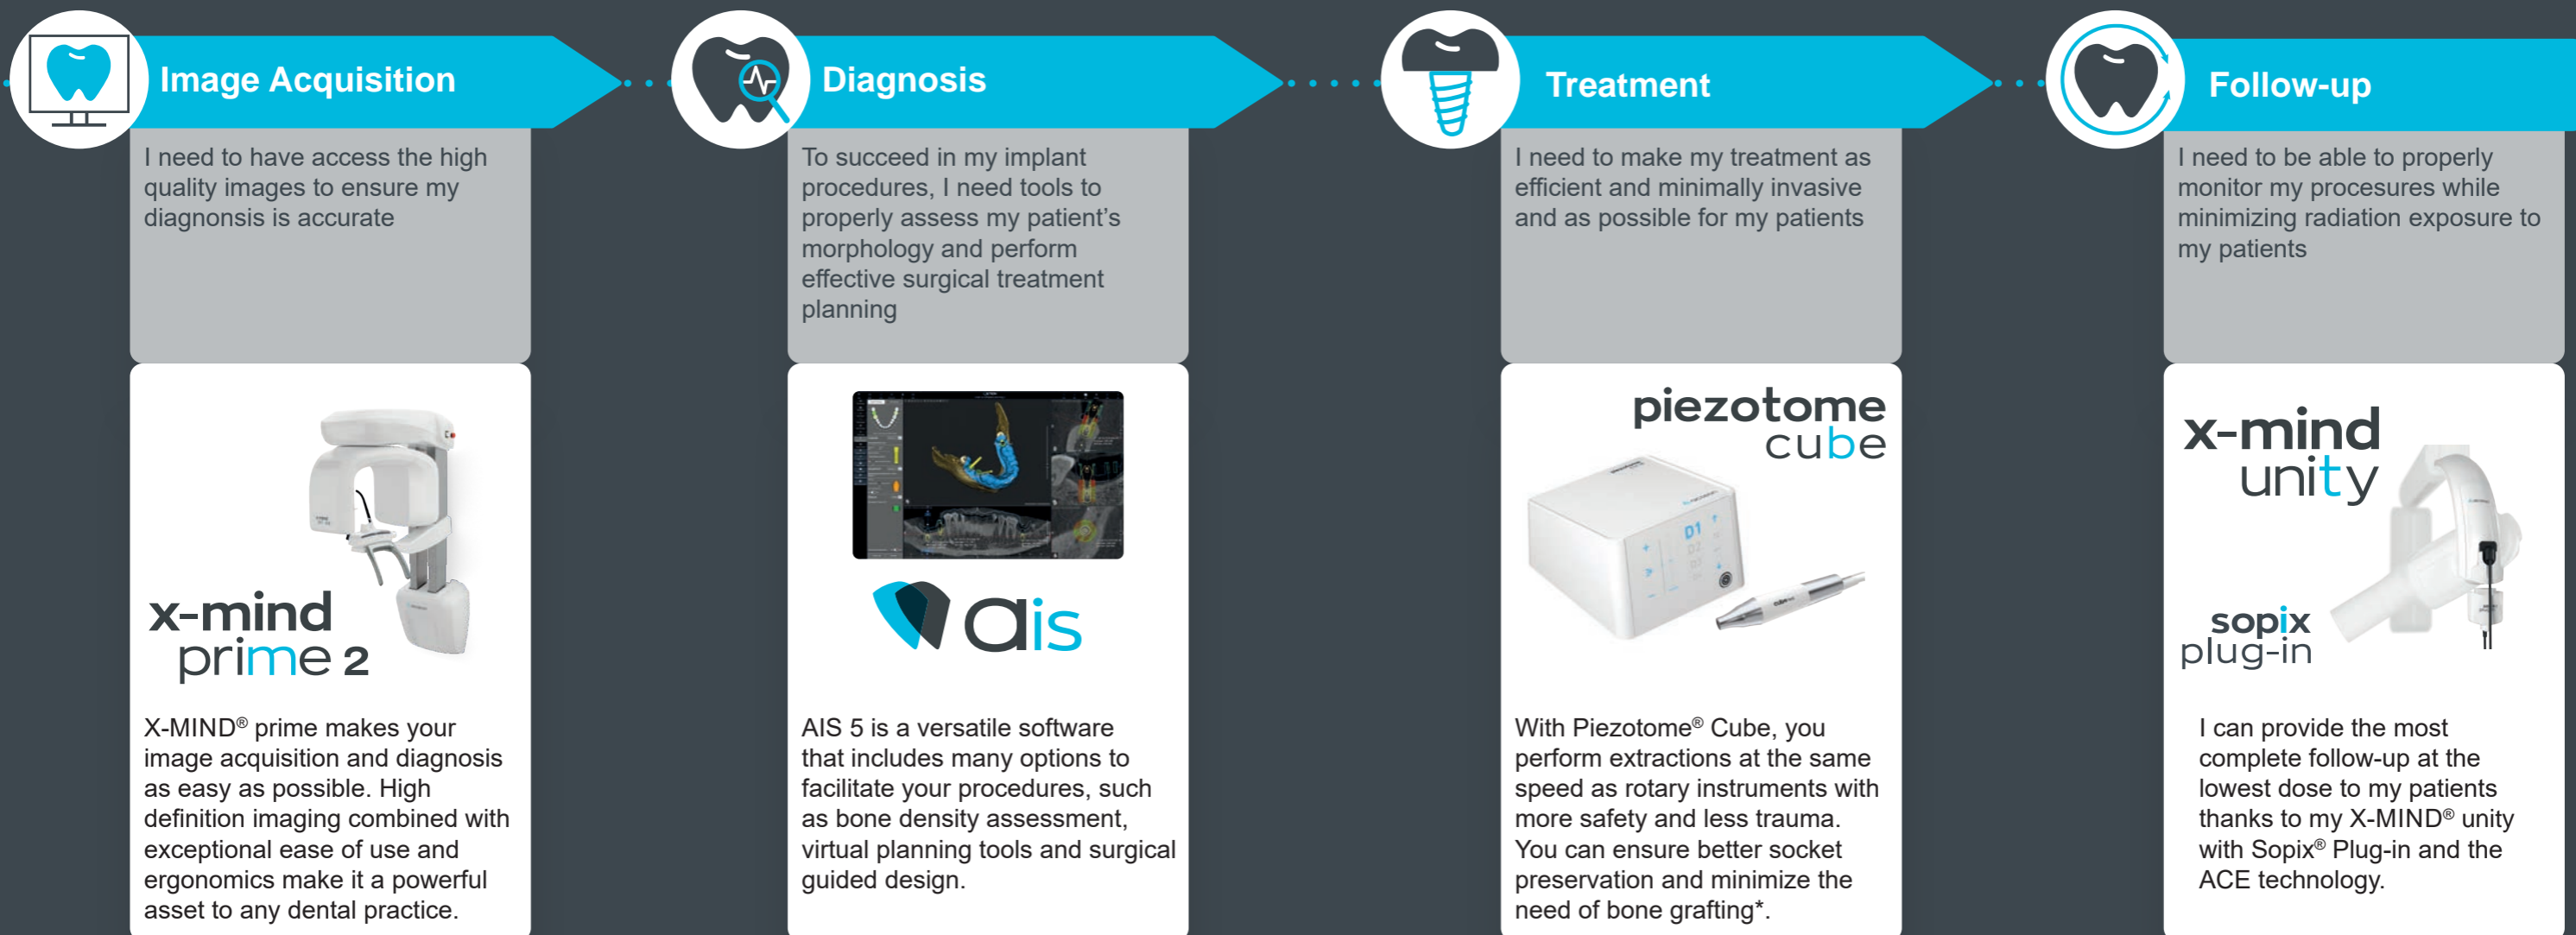 Image Acquisition
I need to have access the high
quality images to ensure my
diagnonsis is accurate
x-mind
prime 2
X-MIND® prime makes your
image acquisition and diagnosis
as easy as possible. High
definition imaging combined with
exceptional ease of use and
ergonomics make it a powerful
asset to any dental practice.
Diagnosis
To succeed in my implant
procedures, I need tools to
properly assess my patient’s
morphology and perform
effective surgical treatment
planning
ais
AIS 5 is a versatile software
that includes many options to
facilitate your procedures, such
as bone density assessment,
virtual planning tools and surgical
guided design.
Treatment
I need to make my treatment as
efficient and minimally invasive
and as possible for my patients
piezotome
cube
D1
D2
D3
cube
With Piezotome® Cube, you
perform extractions at the same
speed as rotary instruments with
more safety and less trauma.
You can ensure better socket
preservation and minimize the
need of bone grafting*.
Follow-up
I need to be able to properly
monitor my procesures while
minimizing radiation exposure to
my patients
x-mind
unity
sopix
plug-in
I can provide the most
complete follow-up at the
lowest dose to my patients
thanks to my X-MIND® unity
with Sopix® Plug-in and the
ACE technology.